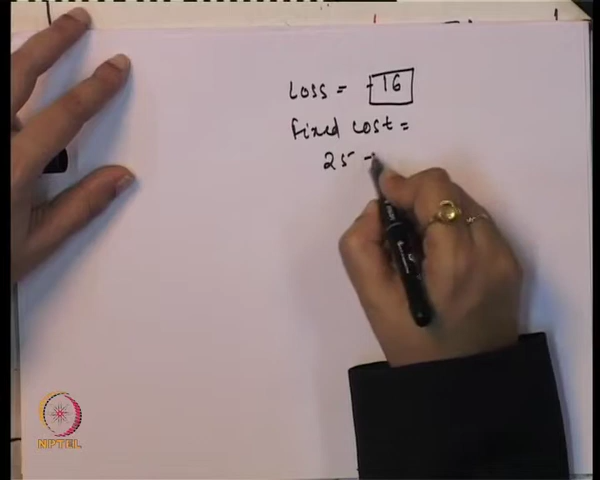 Loss = -16
Fixed cost =
25 -
NPTEL